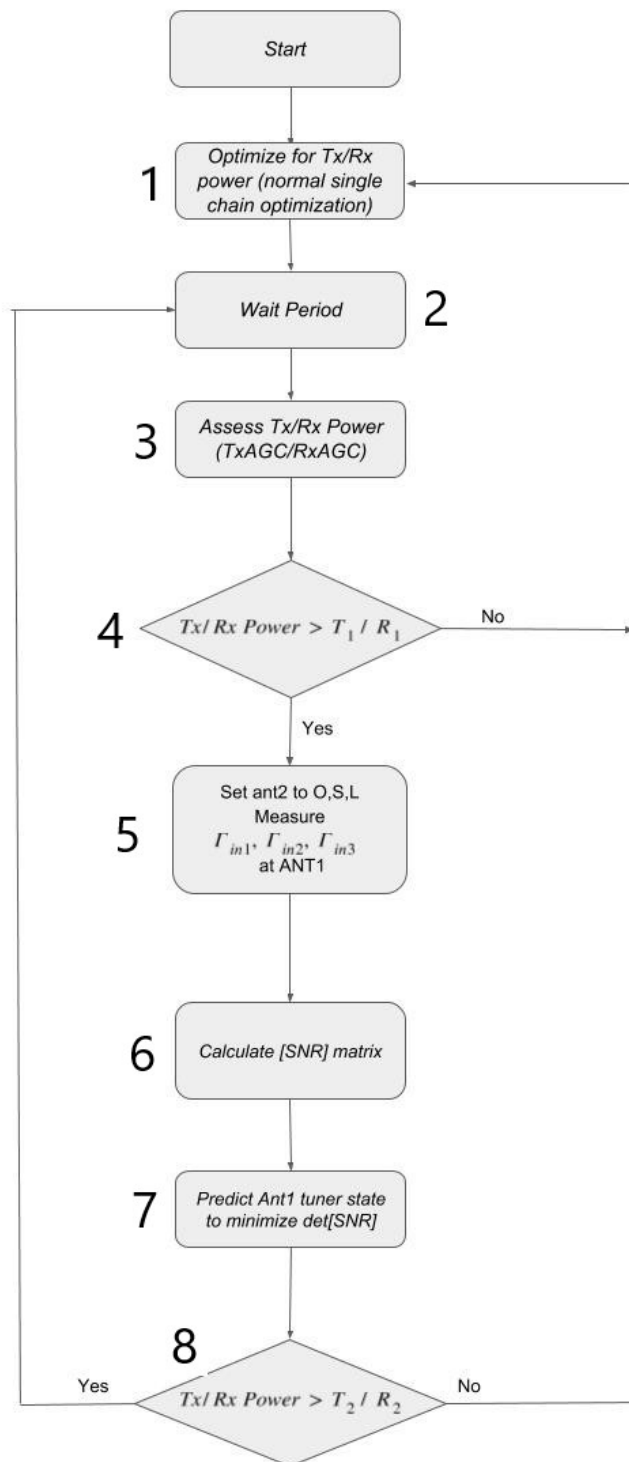 Start
1
Optimize for Tx/Rx
power (normal single
chain optimization)
Wait Period
2
3
Assess Tx/Rx Power
(TxAGC/RxAGC)
4
Tx/ Rx Power > T₁ / R₁
No
Yes
5
Set ant2 to O,S,L
Measure
Γin1, Γin2, Γin3
at ANT1
6
Calculate [SNR] matrix
7
Predict Ant1 tuner state
to minimize det[SNR]
8
Yes
Tx/ Rx Power > T₂ / R₂
No